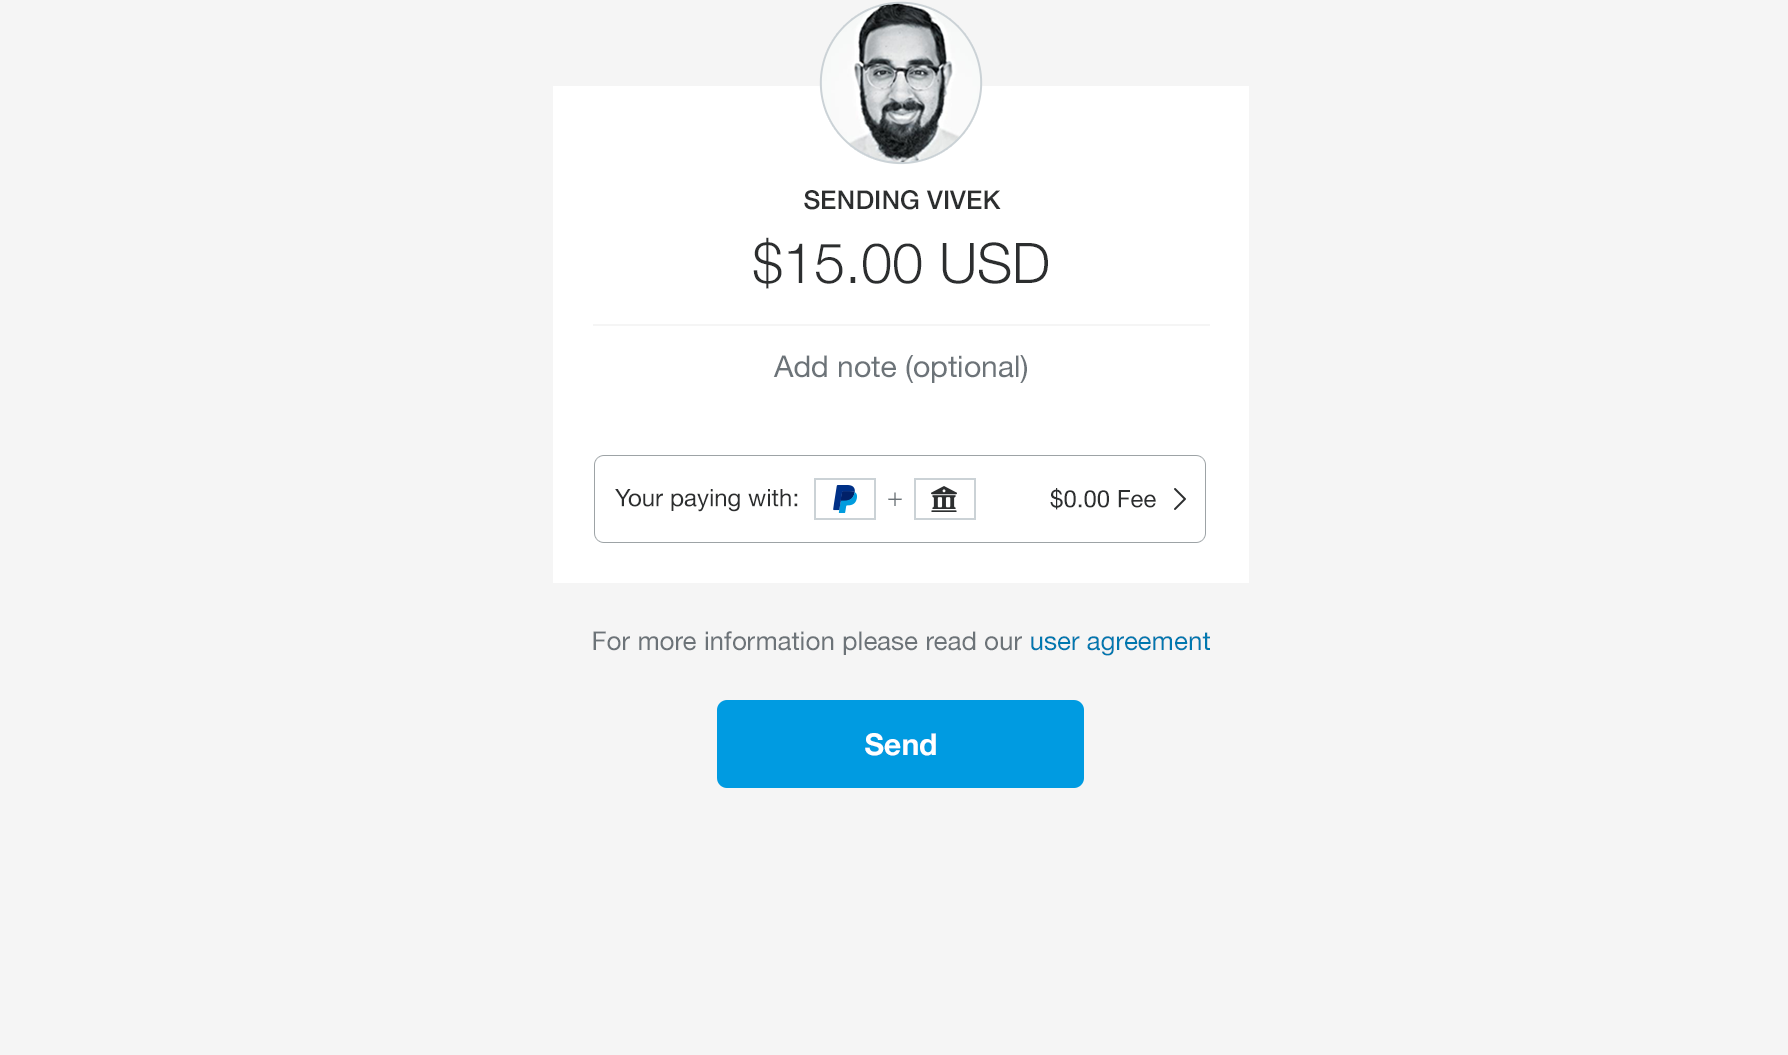 SENDING VIVEK
$15.00 USD
Add note (optional)
Your paying with: + $0.00 Fee
For more information please read our user agreement
Send